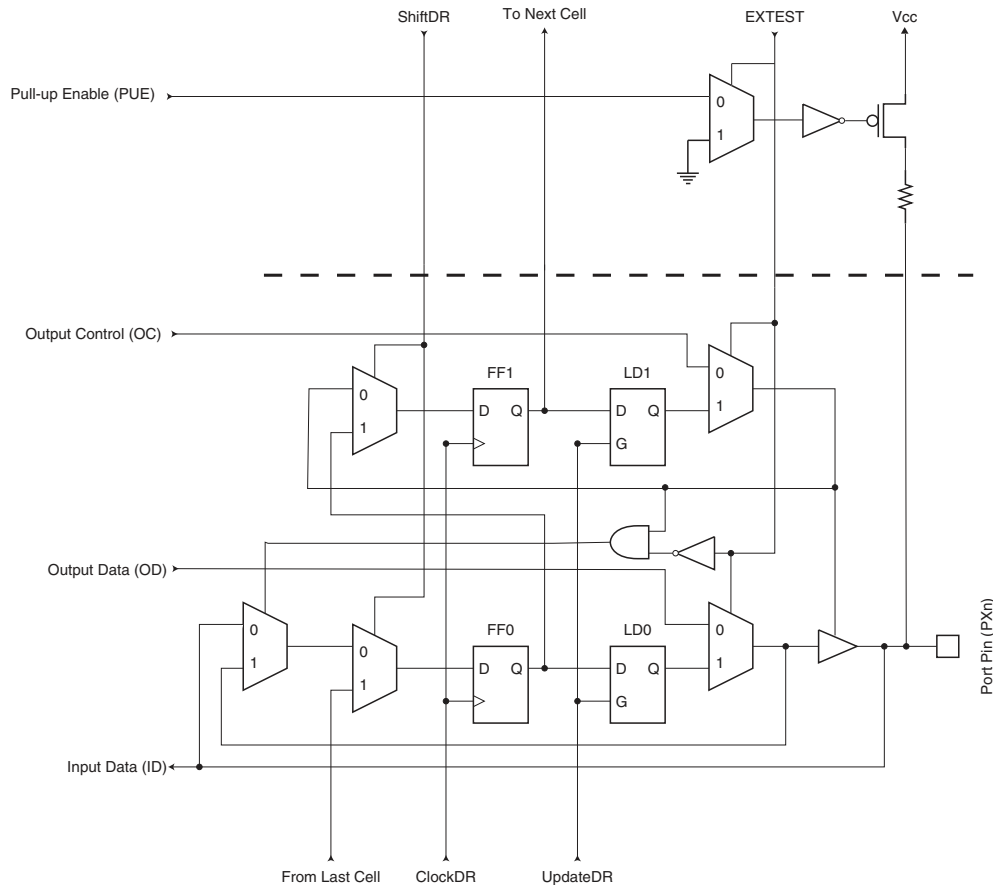 ShiftDR
To Next Cell
EXTEST
Vcc
Pull-up Enable (PUE)
0
1
Output Control (OC)
FF1
LD1
0
1
D Q
D Q
0
1
G
Output Data (OD)
FF0
LD0
0
1
0
1
D Q
D Q
0
1
G
Port Pin (PXn)
Input Data (ID)
From Last Cell
ClockDR
UpdateDR